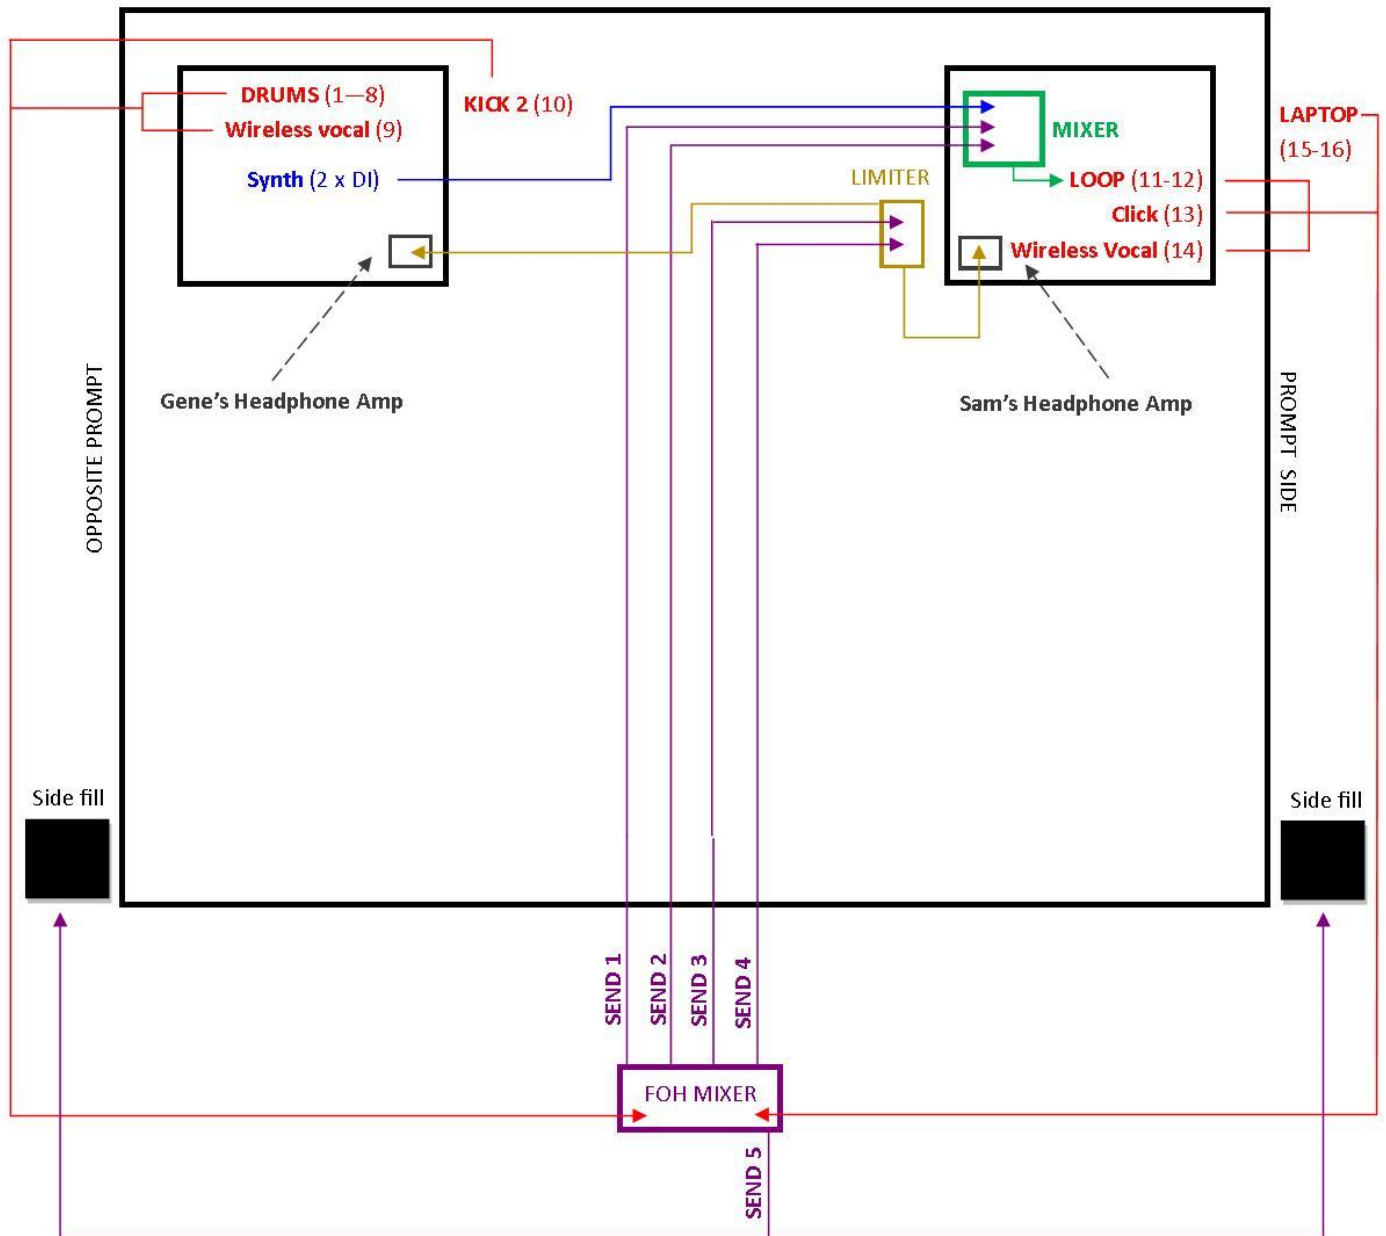 DRUMS (1—8)
KICK 2 (10)
Wireless vocal (9)
Synth (2 x DI)
MIXER
LAPTOP
(15-16)
LIMITER
LOOP (11-12)
Click (13)
Wireless Vocal (14)
Gene’s Headphone Amp
Sam’s Headphone Amp
OPPOSITE PROMPT
PROMPT SIDE
Side fill
Side fill
SEND 1
SEND 2
SEND 3
SEND 4
FOH MIXER
SEND 5